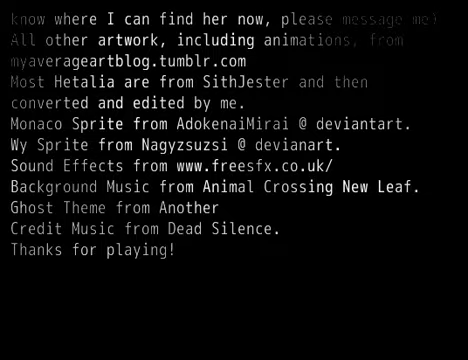 know where I can find her now, please message me)
All other artwork, including animations, from
myaverageartblog.tumblr.com
Most Hetalia are from SithJester and then
converted and edited by me.
Monaco Sprite from AdokenaiMirai @ deviantart.
Wy Sprite from Nagyzsuzsi @ devianart.
Sound Effects from www.freesfx.co.uk/
Background Music from Animal Crossing New Leaf.
Ghost Theme from Another
Credit Music from Dead Silence.
Thanks for playing!